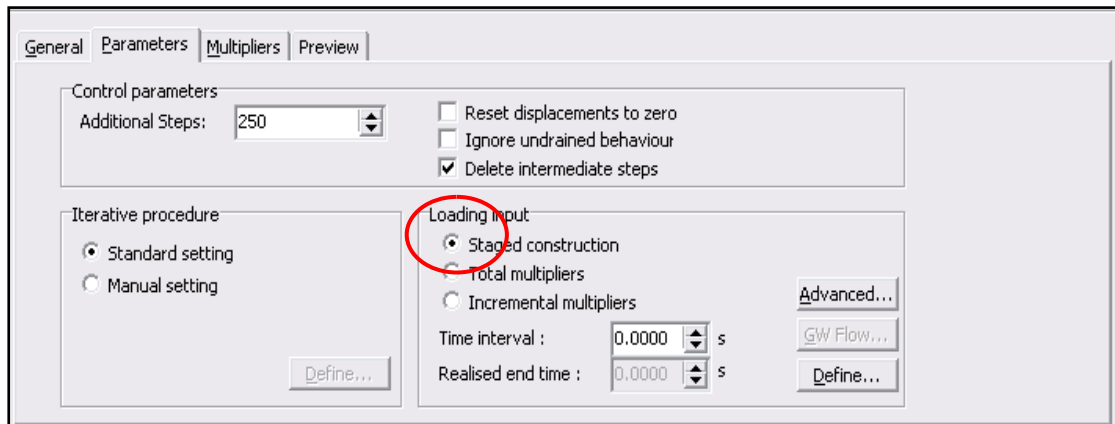 General Parameters Multipliers Preview
Control parameters
Additional Steps: 250
Reset displacements to zero
Ignore undrained behaviour
Delete intermediate steps
Iterative procedure
Standard setting
Manual setting
Define...
Loading input
Staged construction
Total multipliers
Incremental multipliers
Advanced...
Time interval : 0.0000 s
GW Flow...
Realised end time : 0.0000 s
Define...